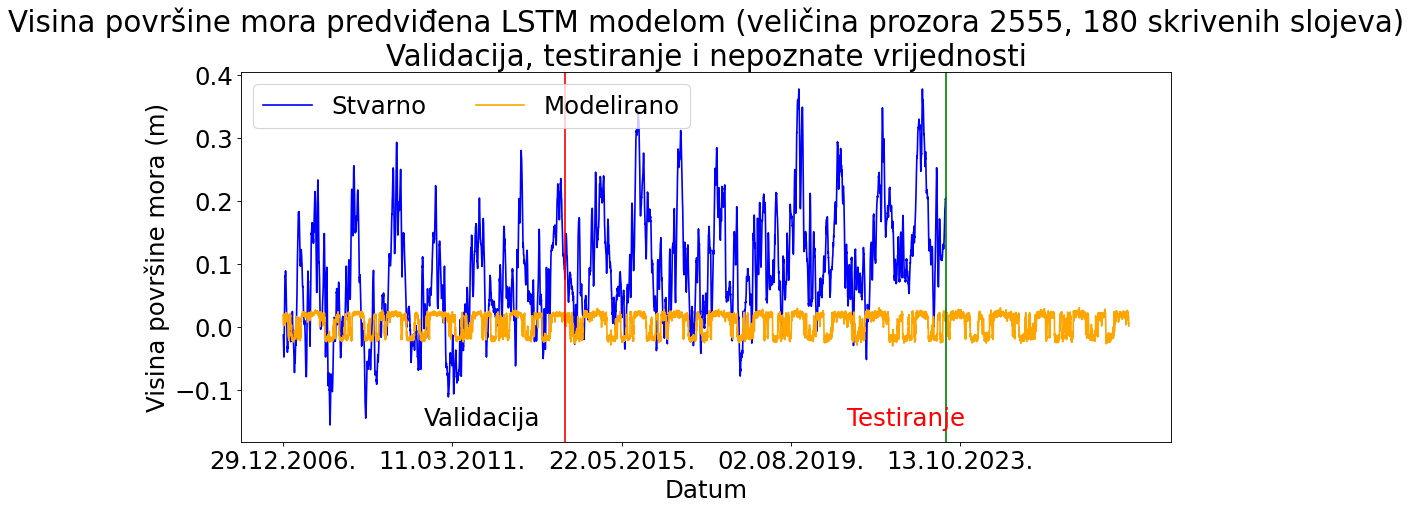 Visina površine mora predviđena LSTM modelom (veličina prozora 2555, 180 skrivenih slojeva)
Validacija, testiranje i nepoznate vrijednosti
Stvarno Modelirano
Visina površine mora (m)
0.4
0.3
0.2
0.1
0.0
−0.1
Validacija Testiranje
29.12.2006. 11.03.2011. 22.05.2015. 02.08.2019. 13.10.2023.
Datum